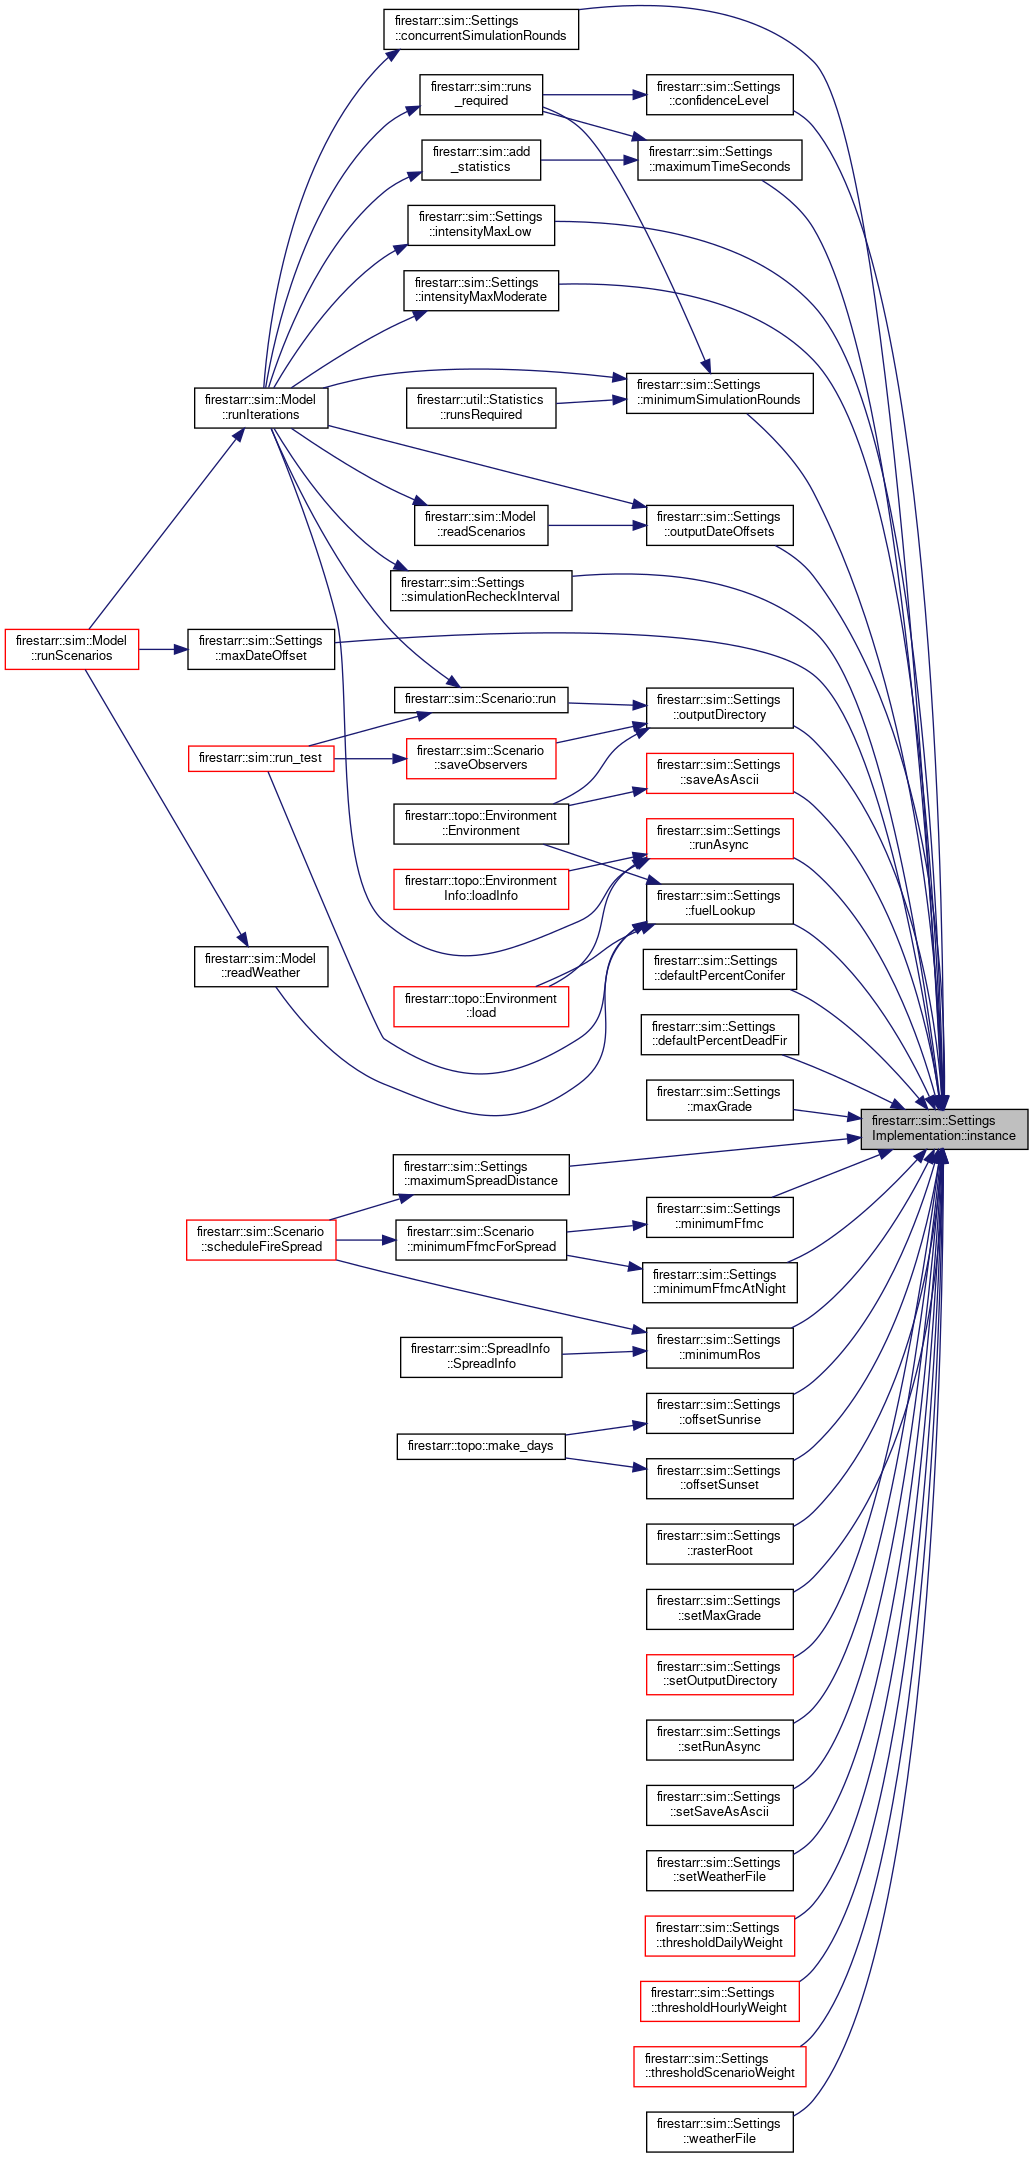 firestarr::sim::Settings
::concurrentSimulationRounds
firestarr::sim::runs
_required
firestarr::sim::Settings
::confidenceLevel
firestarr::sim::add
_statistics
firestarr::sim::Settings
::maximumTimeSeconds
firestarr::sim::Settings
::intensityMaxLow
firestarr::sim::Settings
::intensityMaxModerate
firestarr::sim::Model
::runIterations
firestarr::util::Statistics
::runsRequired
firestarr::sim::Settings
::minimumSimulationRounds
firestarr::sim::Model
::readScenarios
firestarr::sim::Settings
::outputDateOffsets
firestarr::sim::Settings
::simulationRecheckInterval
firestarr::sim::Model
::runScenarios
firestarr::sim::Settings
::maxDateOffset
firestarr::sim::Scenario::run
firestarr::sim::Settings
::outputDirectory
firestarr::sim::run_test
firestarr::sim::Scenario
::saveObservers
firestarr::sim::Settings
::saveAsAscii
firestarr::topo::Environment
::Environment
firestarr::sim::Settings
::runAsync
firestarr::topo::Environment
Info::loadInfo
firestarr::sim::Settings
::fuelLookup
firestarr::sim::Model
::readWeather
firestarr::sim::Settings
::defaultPercentConifer
firestarr::topo::Environment
::load
firestarr::sim::Settings
::defaultPercentDeadFir
firestarr::sim::Settings
::maxGrade
firestarr::sim::Settings
Implementation::instance
firestarr::sim::Settings
::maximumSpreadDistance
firestarr::sim::Settings
::minimumFfmc
firestarr::sim::Scenario
::scheduleFireSpread
firestarr::sim::Scenario
::minimumFfmcForSpread
firestarr::sim::Settings
::minimumFfmcAtNight
firestarr::sim::SpreadInfo
::SpreadInfo
firestarr::sim::Settings
::minimumRos
firestarr::sim::Settings
::offsetSunrise
firestarr::topo::make_days
firestarr::sim::Settings
::offsetSunset
firestarr::sim::Settings
::rasterRoot
firestarr::sim::Settings
::setMaxGrade
firestarr::sim::Settings
::setOutputDirectory
firestarr::sim::Settings
::setRunAsync
firestarr::sim::Settings
::setSaveAsAscii
firestarr::sim::Settings
::setWeatherFile
firestarr::sim::Settings
::thresholdDailyWeight
firestarr::sim::Settings
::thresholdHourlyWeight
firestarr::sim::Settings
::thresholdScenarioWeight
firestarr::sim::Settings
::weatherFile